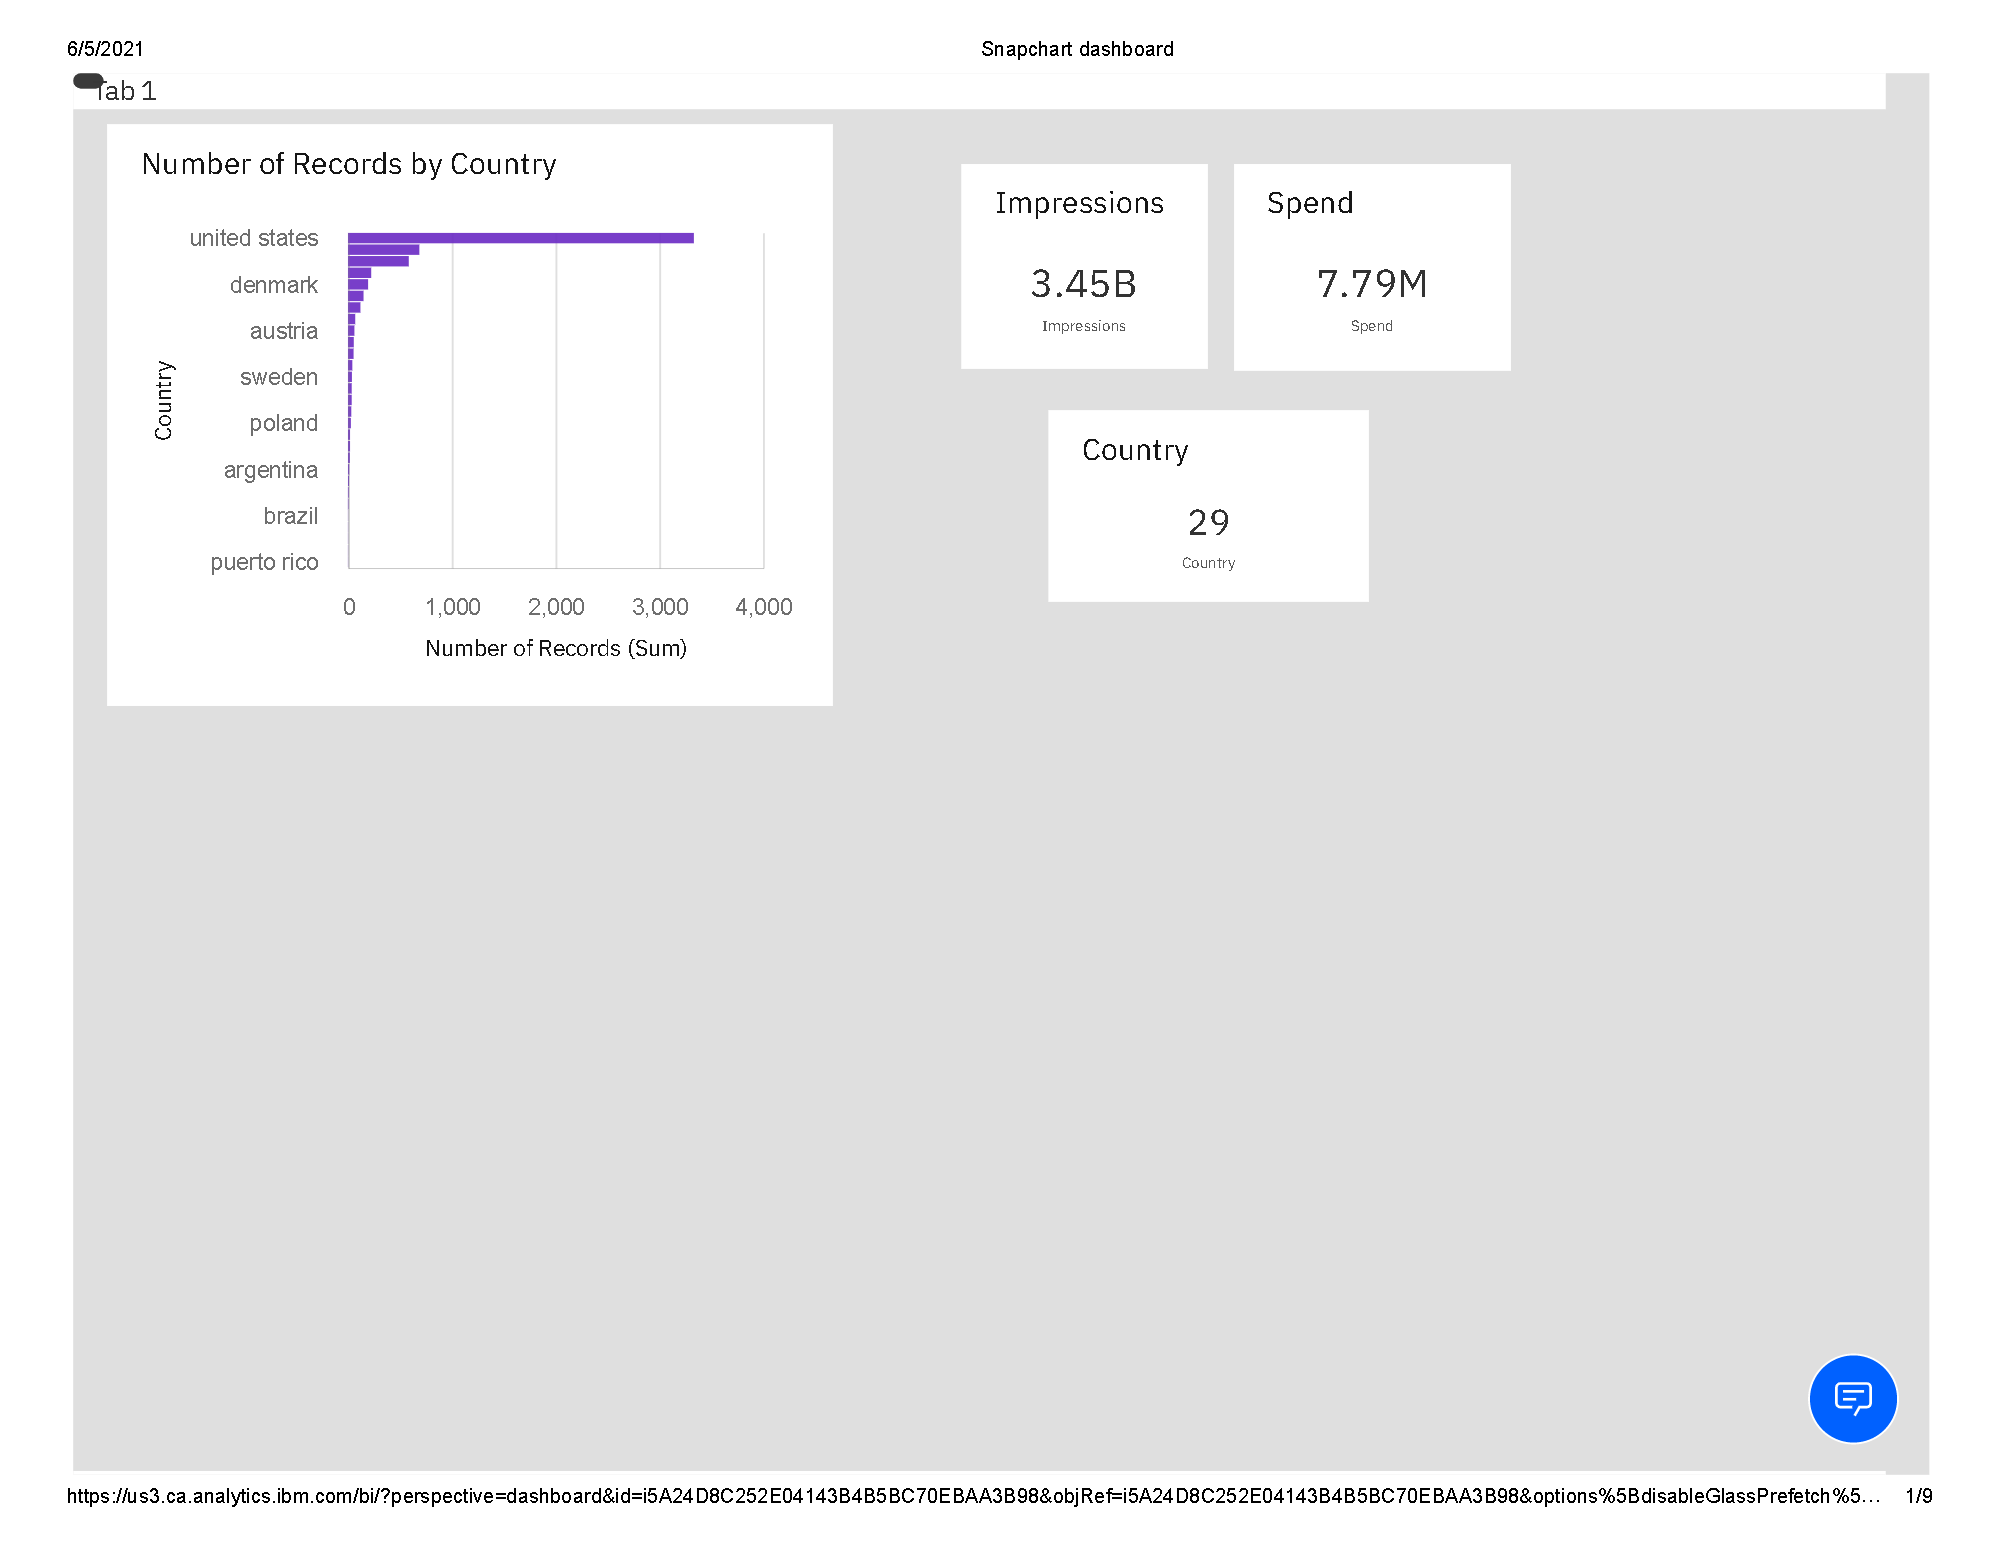 6/5/2021
Snapchart dashboard
Tab 1
Number of Records by Country
united states
denmark
austria
sweden
poland
argentina
brazil
puerto rico
Country
0 1,000 2,000 3,000 4,000
Number of Records (Sum)
Impressions
3.45B
Impressions
Spend
7.79M
Spend
Country
29
Country
https://us3.ca.analytics.ibm.com/bi/?perspective=dashboard&id=i5A24D8C252E04143B4B5BC70EBAA3B98&objRef=i5A24D8C252E04143B4B5BC70EBAA3B98&options%5BdisableGlassPrefetch%5… 1/9